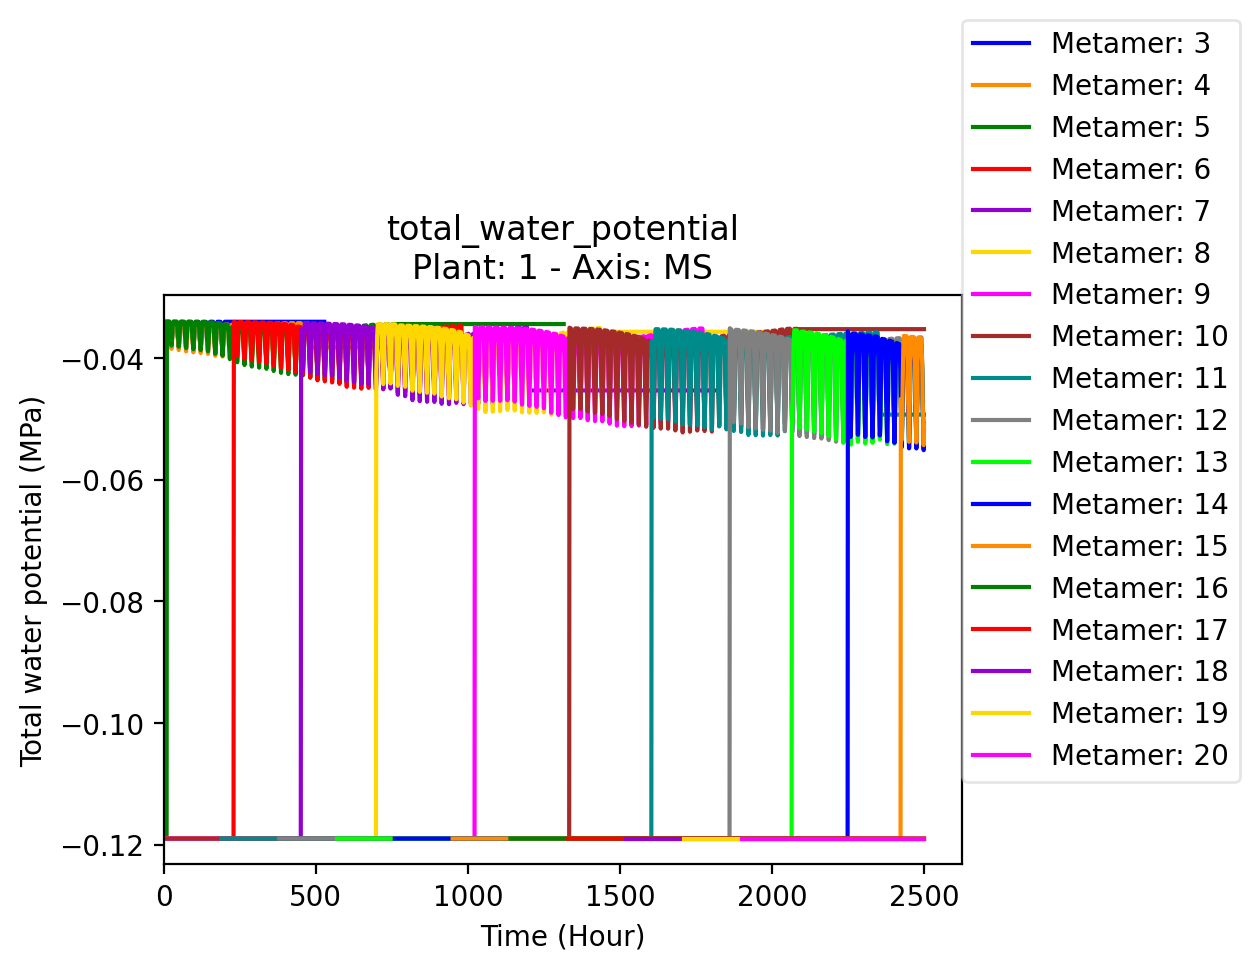 total_water_potential
Plant: 1 - Axis: MS
Total water potential (MPa)
−0.04
−0.06
−0.08
−0.10
−0.12
0
500
1000
1500
2000
2500
Time (Hour)
Metamer: 3
Metamer: 4
Metamer: 5
Metamer: 6
Metamer: 7
Metamer: 8
Metamer: 9
Metamer: 10
Metamer: 11
Metamer: 12
Metamer: 13
Metamer: 14
Metamer: 15
Metamer: 16
Metamer: 17
Metamer: 18
Metamer: 19
Metamer: 20